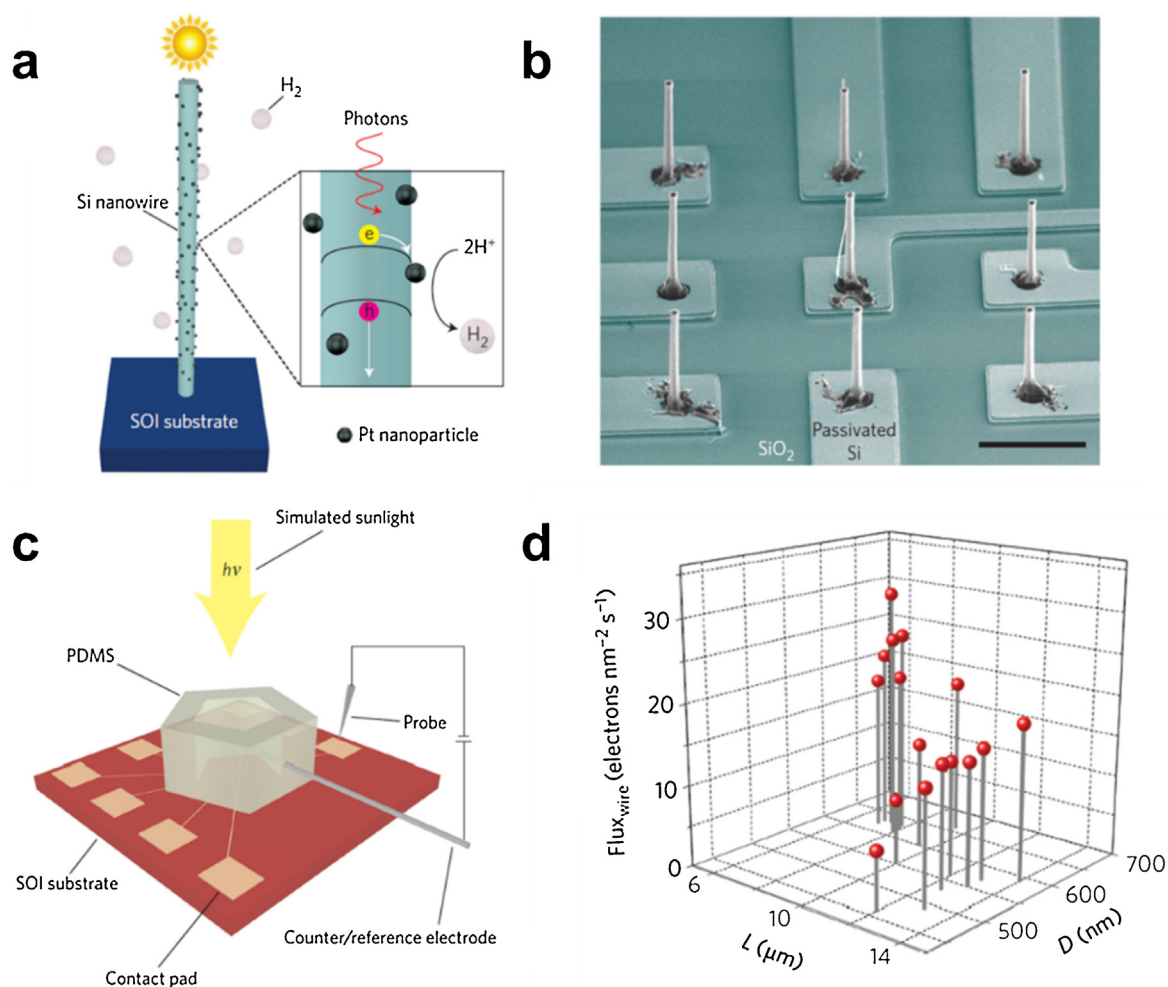 a
H2
Photons
Si nanowire
e
2H+
h
H2
SOI substrate
Pt nanoparticle
b
SiO2
Passivated
Si
c
Simulated sunlight
hν
PDMS
Probe
SOI substrate
Counter/reference electrode
Contact pad
d
Fluxwire (electrons nm−2 s−1)
30
20
10
0
6
10
14
L (μm)
500
600
700
D (nm)